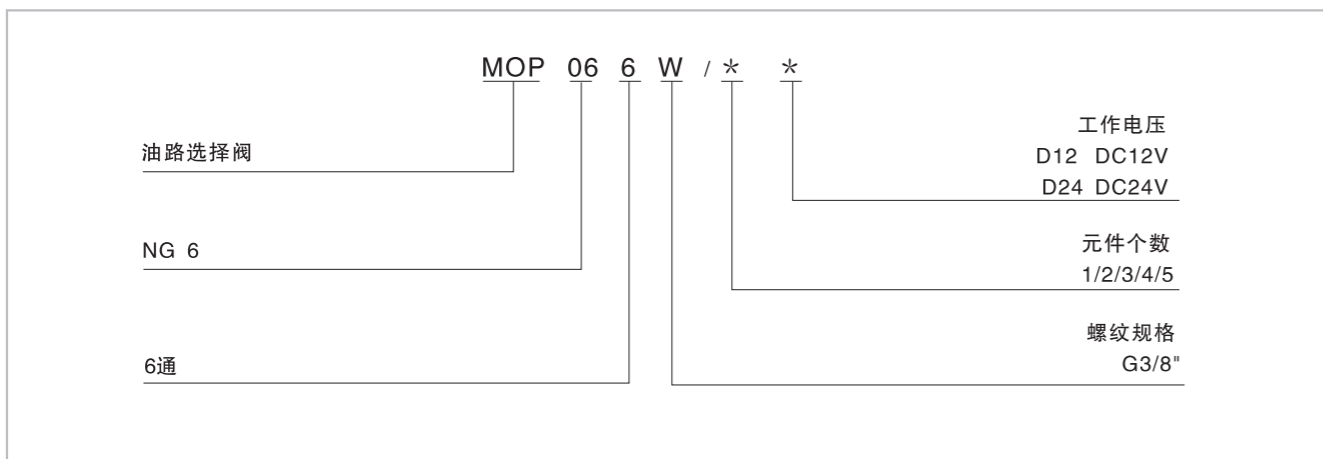 MOP 06 6 W / * *
油路选择阀
NG 6
6通
工作电压
D12 DC12V
D24 DC24V
元件个数
1/2/3/4/5
螺纹规格
G3/8"